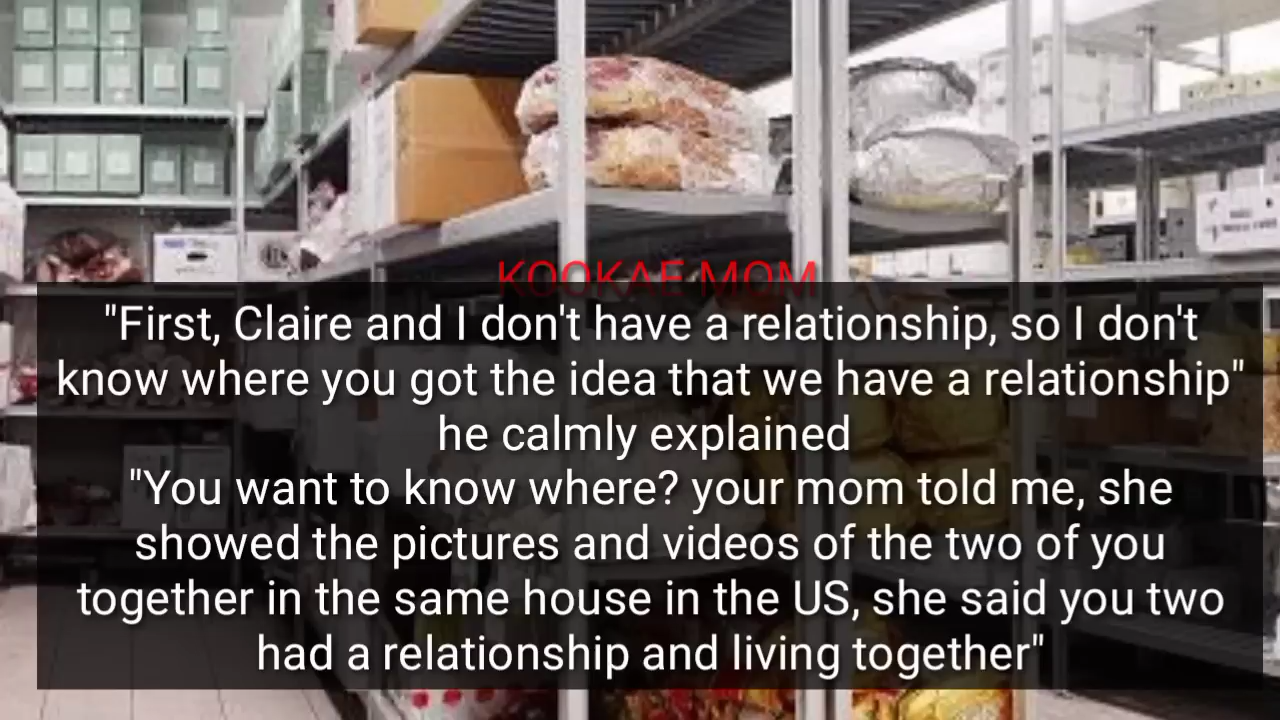 KOOKAE MOM
"First, Claire and I don't have a relationship, so I don't
know where you got the idea that we have a relationship"
he calmly explained
"You want to know where? your mom told me, she
showed the pictures and videos of the two of you
together in the same house in the US, she said you two
had a relationship and living together"